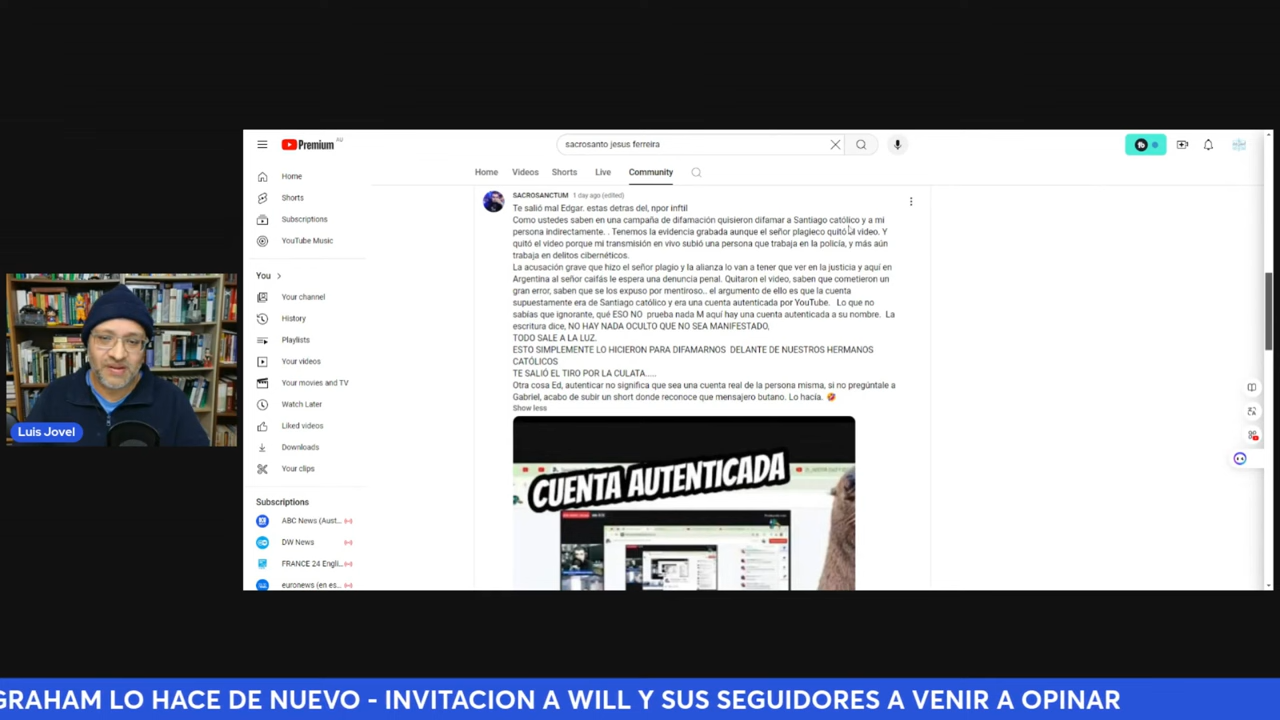 Premium
AU
sacrosanto jesus ferreira
Home
Videos
Shorts
Live
Community
Home
Shorts
Subscriptions
YouTube Music
You
Your channel
History
Playlists
Your videos
Your movies and TV
Watch Later
Liked videos
Downloads
Your clips
Subscriptions
ABC News (Aust...
DW News
FRANCE 24 Engli...
euronews (en es...
SACROSANCTUM 1 day ago (edited)
Te salió mal Edgar. estas detras del, npor inftil
Como ustedes saben en una campaña de difamación quisieron difamar a Santiago católico y a mi
persona indirectamente. . Tenemos la evidencia grabada aunque el señor plagieco quitó el video. Y
quitó el video porque mi transmisión en vivo subió una persona que trabaja en la policía, y más aún
trabaja en delitos cibernéticos.
La acusación grave que hizo el señor plagio y la alianza lo van a tener que ver en la justicia y aquí en
Argentina al señor caifás le espera una denuncia penal. Quitaron el video, saben que cometieron un
gran error, saben que se los expuso por mentiroso.. el argumento de ello es que la cuenta
supuestamente era de Santiago católico y era una cuenta autenticada por YouTube. Lo que no
sabías que ignorante, qué ESO NO prueba nada M aquí hay una cuenta autenticada a su nombre. La
escritura dice, NO HAY NADA OCULTO QUE NO SEA MANIFESTADO,
TODO SALE A LA LUZ.
ESTO SIMPLEMENTE LO HICIERON PARA DIFAMARNOS DELANTE DE NUESTROS HERMANOS
CATÓLICOS
TE SALIÓ EL TIRO POR LA CULATA.....
Otra cosa Ed, autenticar no significa que sea una cuenta real de la persona misma, si no pregúntale a
Gabriel, acabo de subir un short donde reconoce que mensajero butano. Lo hacía. 🤣
Show less
CUENTA AUTENTICADA
Luis Jovel
GRAHAM LO HACE DE NUEVO - INVITACION A WILL Y SUS SEGUIDORES A VENIR A OPINAR